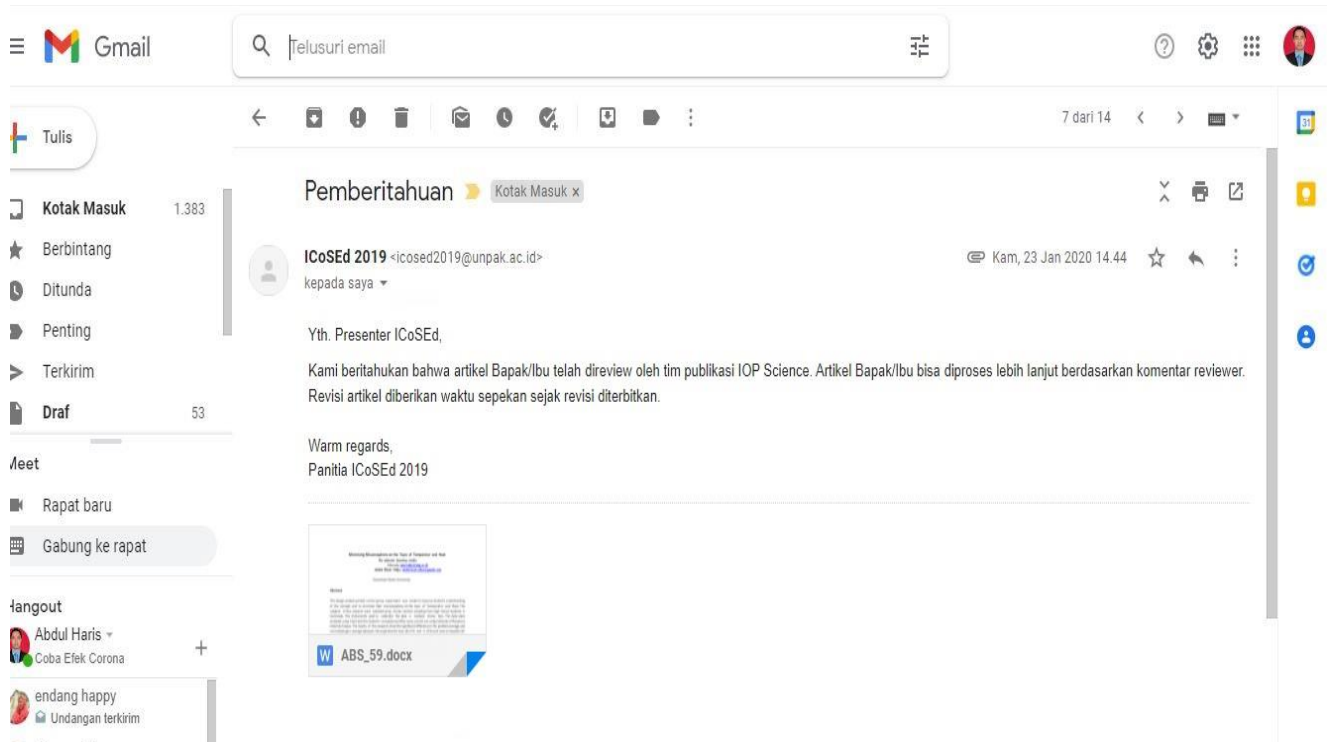 Gmail
Telusuri email
Tulis
7 dari 14
31
Kotak Masuk 1.383
Berbintang
Ditunda
Penting
Terkirim
Draf 53
Meet
Rapat baru
Gabung ke rapat
Hangout
Abdul Haris
Coba Efek Corona
endang happy
Undangan terkirim
Pemberitahuan Kotak Masuk x
ICoSEd 2019 <icosed2019@unpak.ac.id> Kam, 23 Jan 2020 14.44
kepada saya
Yth. Presenter ICoSEd,
Kami beritahukan bahwa artikel Bapak/Ibu telah direview oleh tim publikasi IOP Science. Artikel Bapak/Ibu bisa diproses lebih lanjut berdasarkan komentar reviewer.
Revisi artikel diberikan waktu sepekan sejak revisi diterbitkan.
Warm regards,
Panitia ICoSEd 2019
W ABS_59.docx